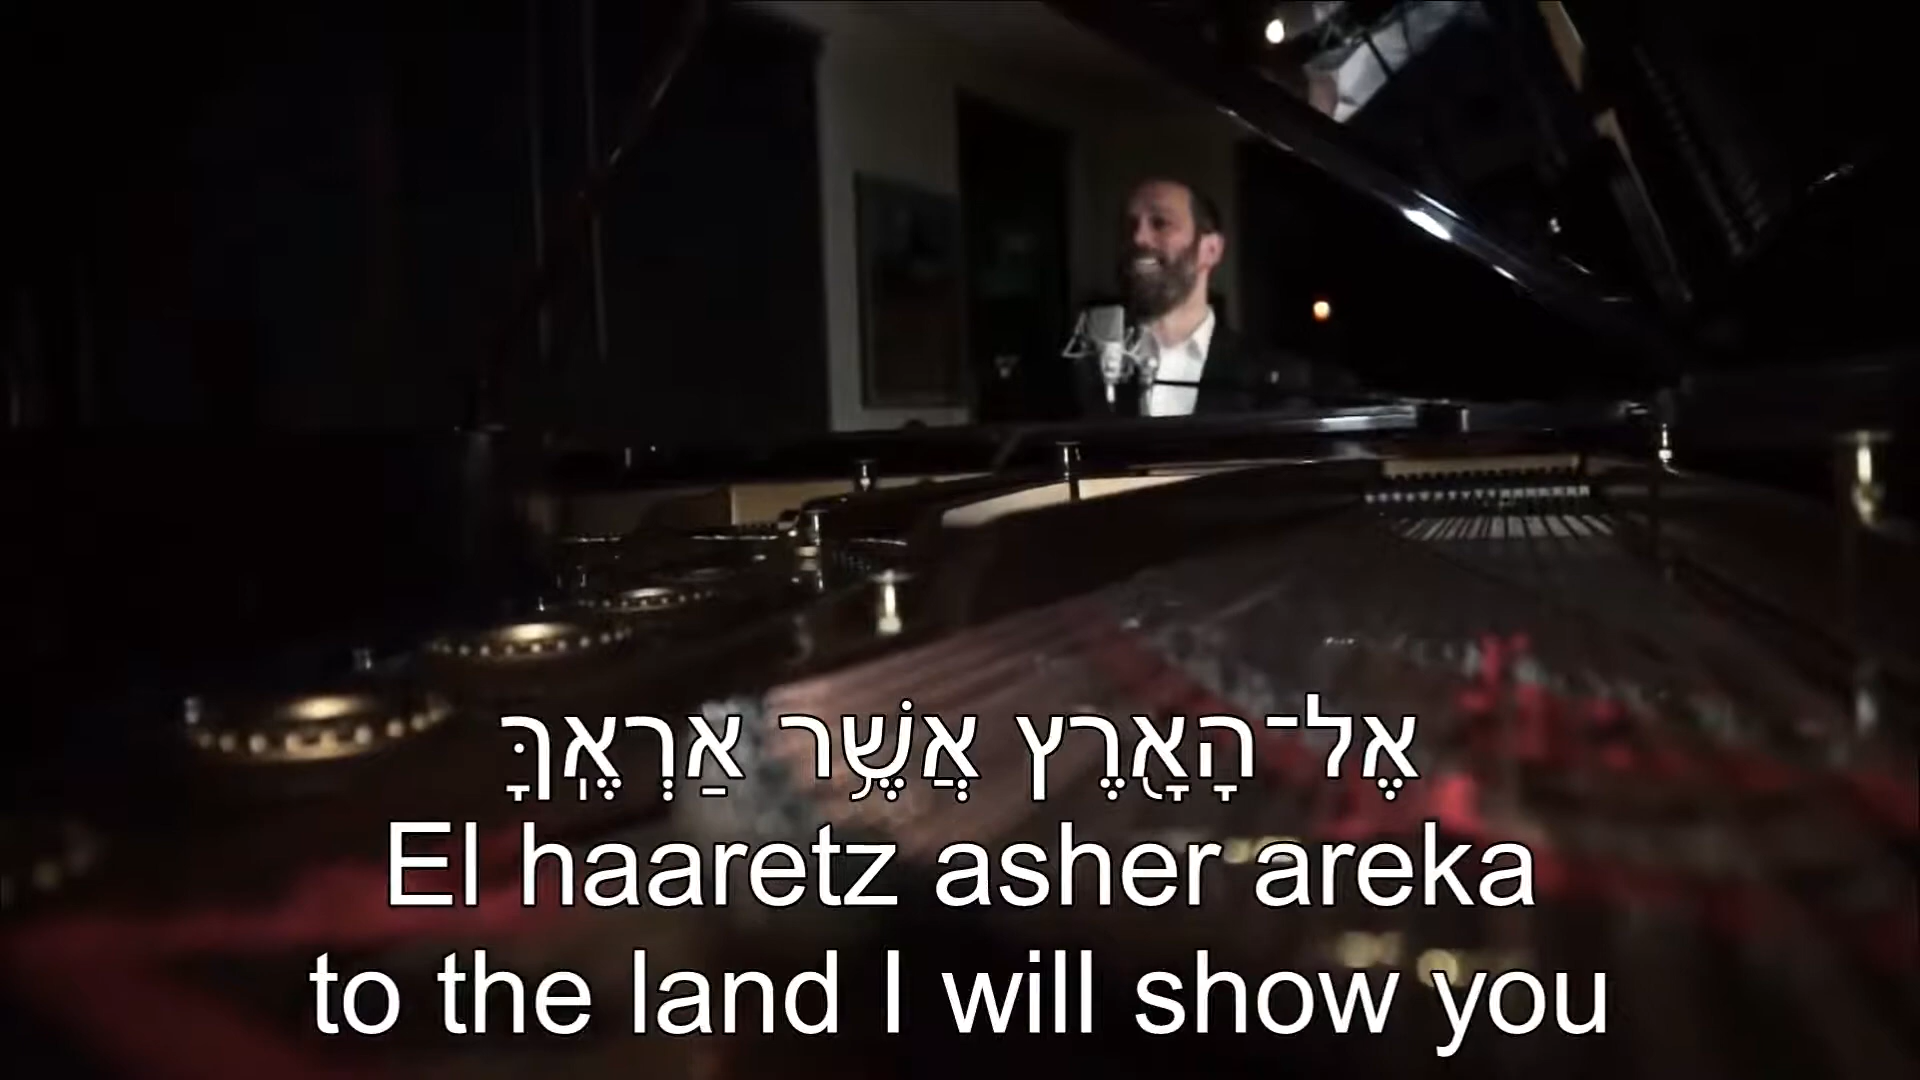 אֶל־הָאָ֖רֶץ אֲשֶׁ֥ר אַרְאֶֽךָּ
El haaretz asher areka
to the land I will show you